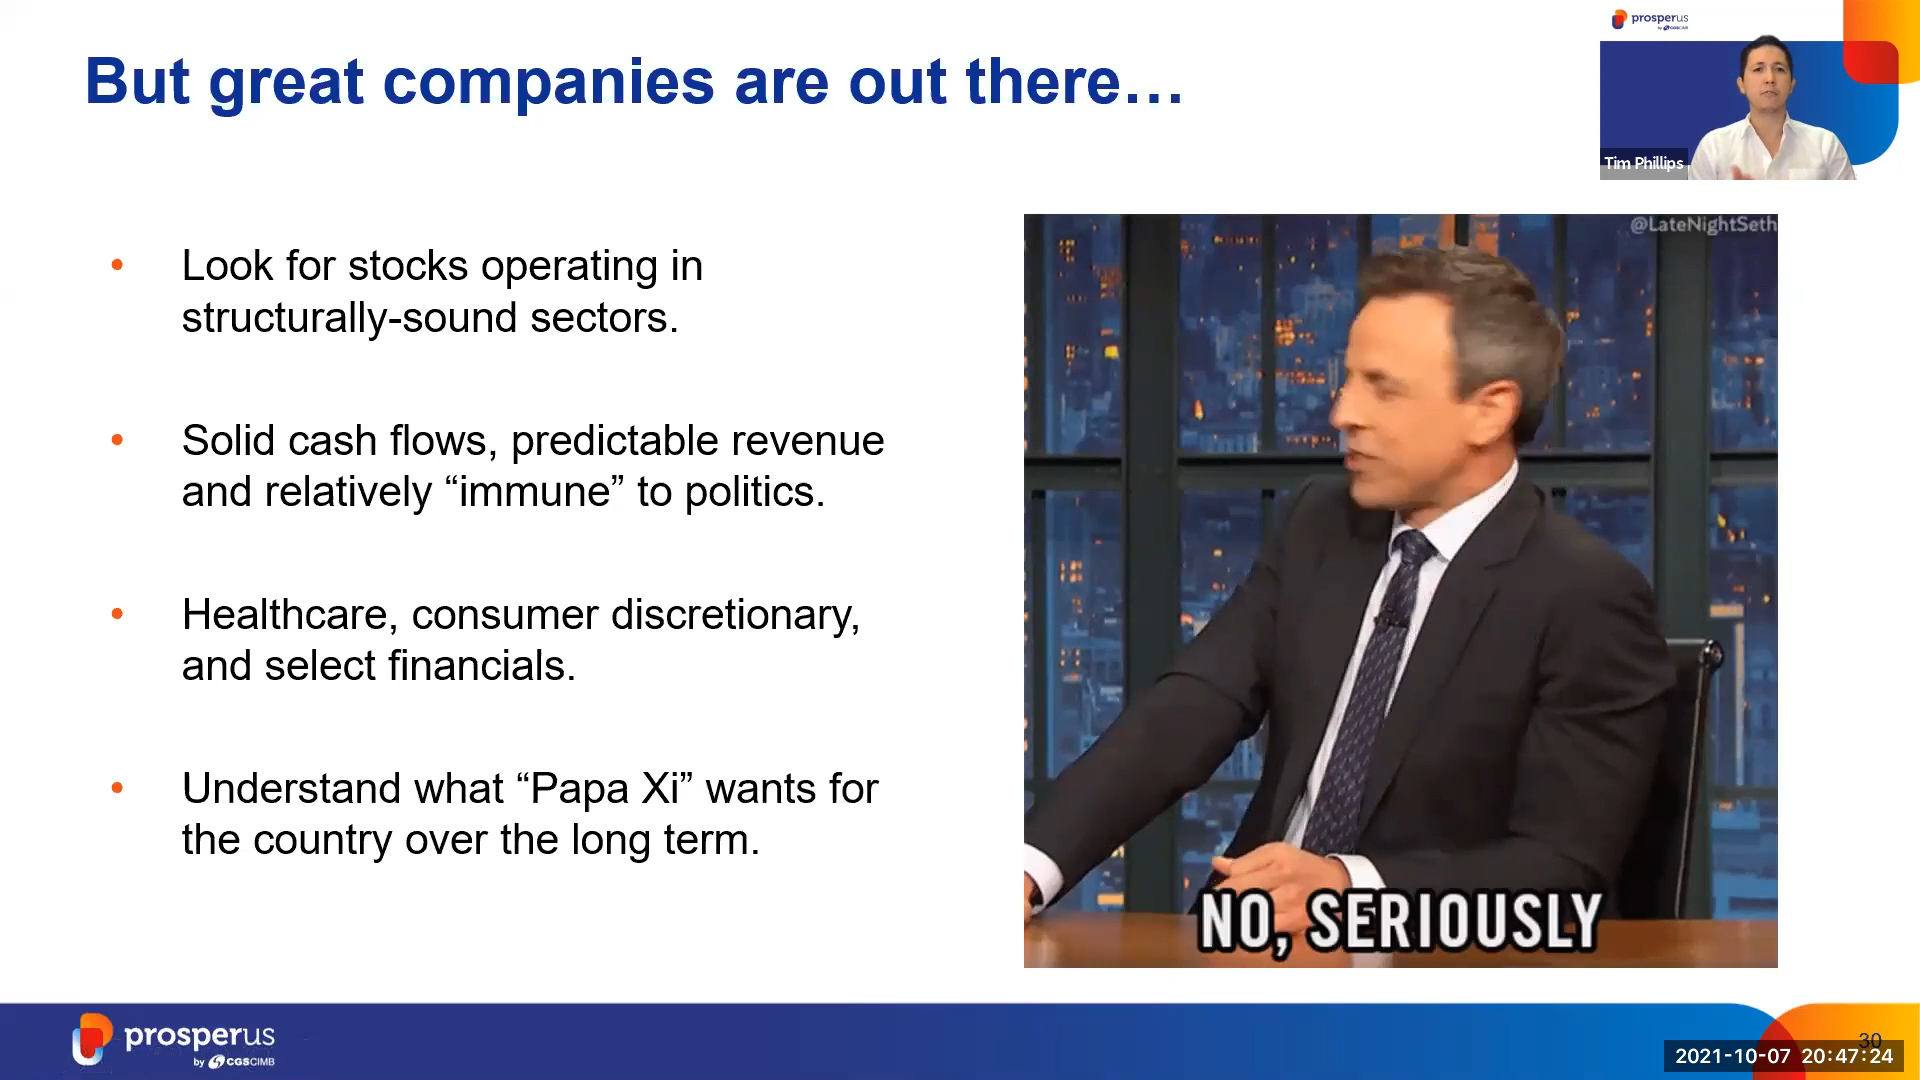 prosperus
by CGSCIMB
But great companies are out there…
Tim Phillips
@LateNightSeth
• Look for stocks operating in
structurally-sound sectors.
• Solid cash flows, predictable revenue
and relatively “immune” to politics.
• Healthcare, consumer discretionary,
and select financials.
• Understand what “Papa Xi” wants for
the country over the long term.
NO, SERIOUSLY
prosperus
by CGSCIMB
30
2021-10-07 20:47:24